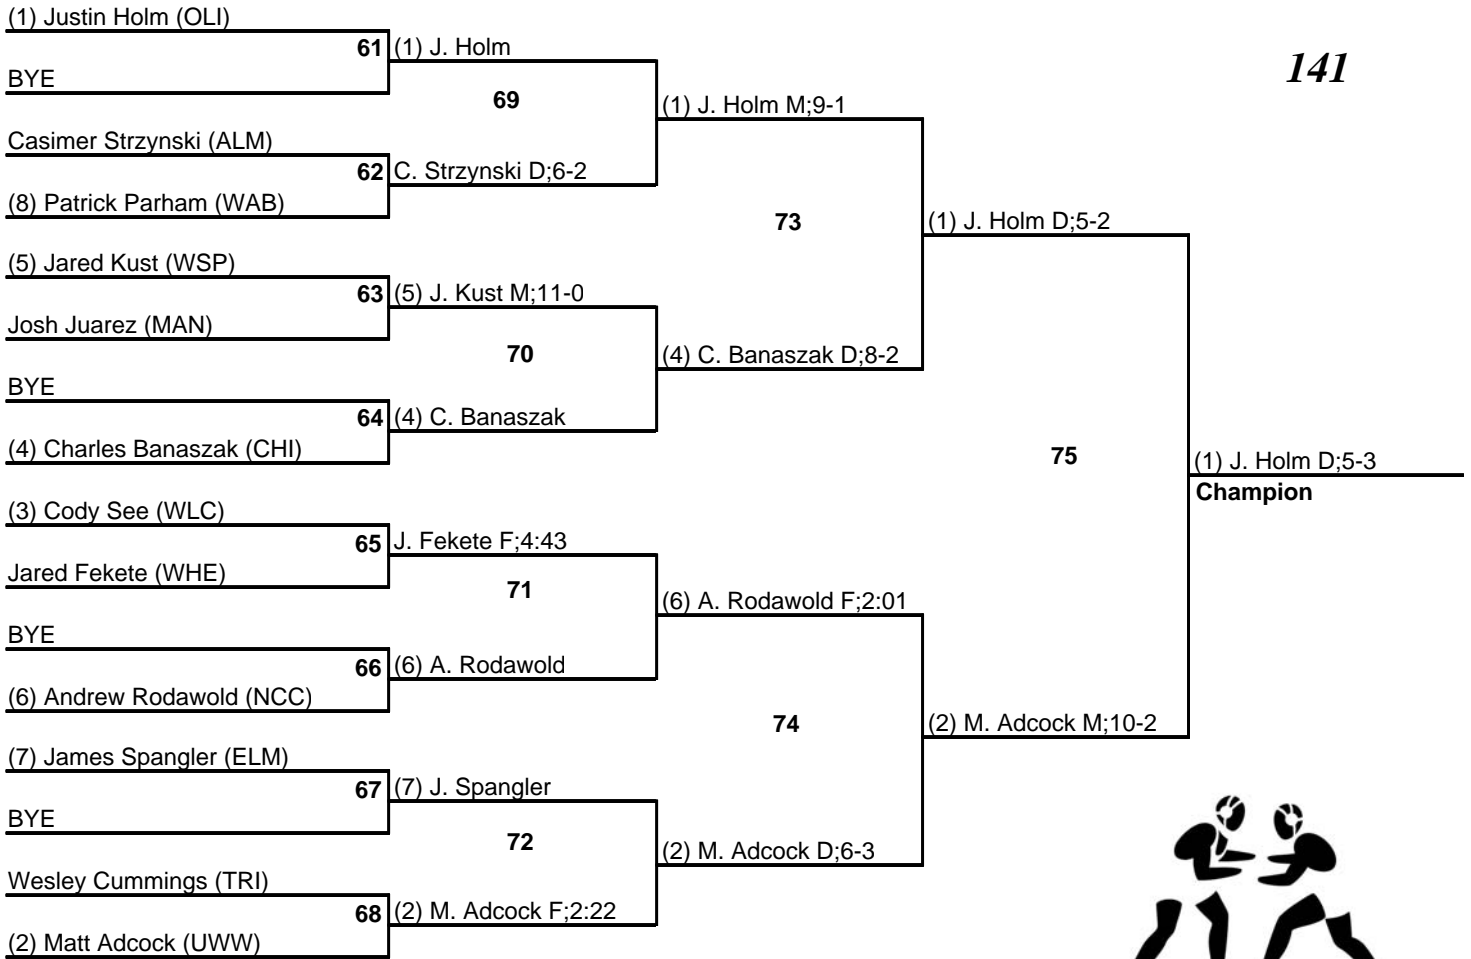 (1) Justin Holm (OLI)
61
(1) J. Holm
BYE
141
69
(1) J. Holm M;9-1
Casimer Strzynski (ALM)
62
C. Strzynski D;6-2
(8) Patrick Parham (WAB)
73
(1) J. Holm D;5-2
(5) Jared Kust (WSP)
63
(5) J. Kust M;11-0
Josh Juarez (MAN)
70
(4) C. Banaszak D;8-2
BYE
64
(4) C. Banaszak
(4) Charles Banaszak (CHI)
75
(1) J. Holm D;5-3
Champion
(3) Cody See (WLC)
65
J. Fekete F;4:43
Jared Fekete (WHE)
71
(6) A. Rodawold F;2:01
BYE
66
(6) A. Rodawold
(6) Andrew Rodawold (NCC)
74
(2) M. Adcock M;10-2
(7) James Spangler (ELM)
67
(7) J. Spangler
BYE
72
(2) M. Adcock D;6-3
Wesley Cummings (TRI)
68
(2) M. Adcock F;2:22
(2) Matt Adcock (UWW)